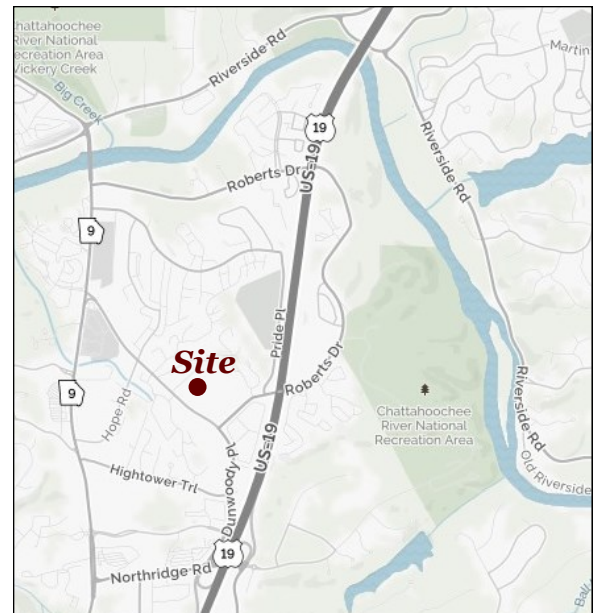 Chattahoochee
River National
Recreation Area
Vickery Creek
Riverside Rd
Martin
Big Creek
19
US-19
Roberts Dr
Riverside Rd
9
Pride Pl
Site
Roberts Dr
9
Hope Rd
Chattahoochee
River National
Recreation Area
Riverside Rd
US-19
Old Riverside
Hightower Trl
Dunwoody Pl
19
Northridge Rd